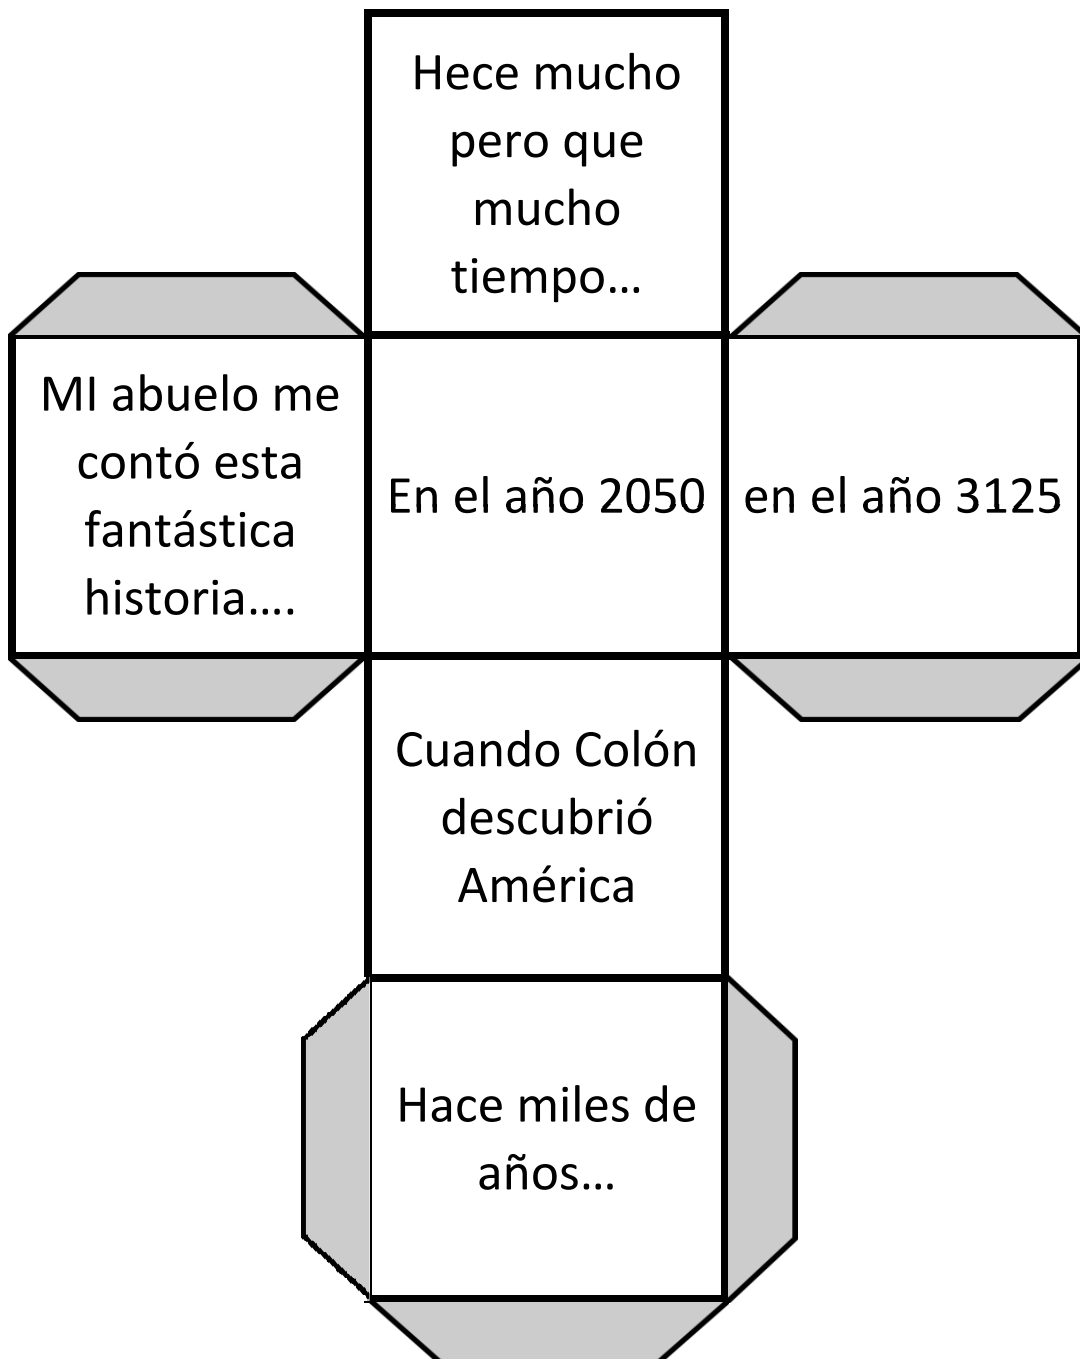 Hece mucho
pero que
mucho
tiempo...
MI abuelo me
contó esta
fantástica
historia....
En el año 2050
en el año 3125
Cuando Colón
descubrió
América
Hace miles de
años...